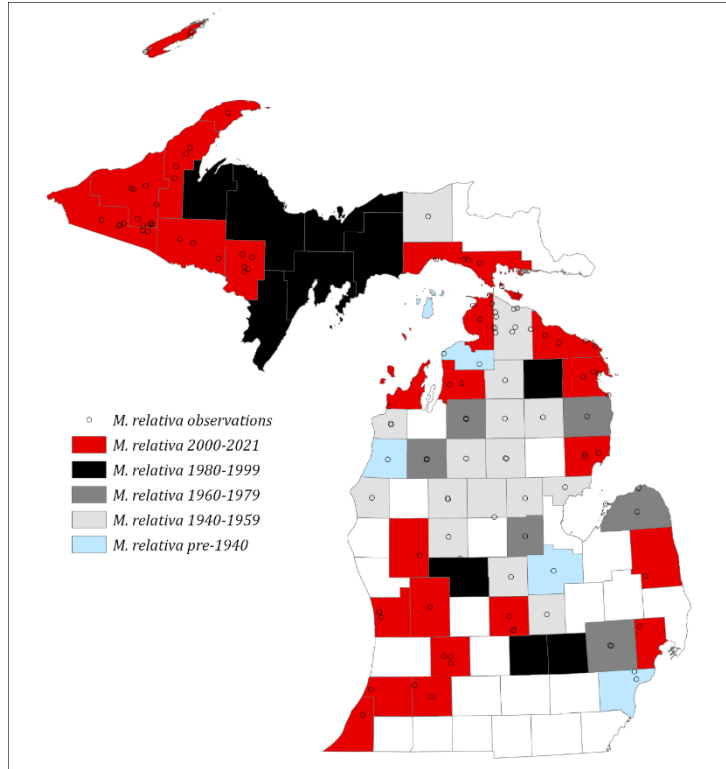 M. relativa observations
M. relativa 2000-2021
M. relativa 1980-1999
M. relativa 1960-1979
M. relativa 1940-1959
M. relativa pre-1940